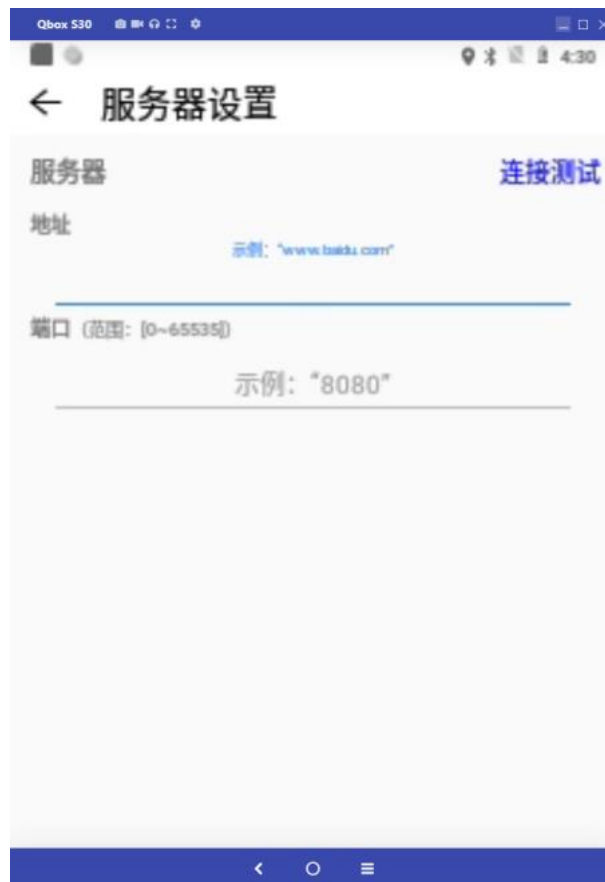 Qbox S30
4:30
服务器设置
服务器 连接测试
地址
示例："www.baidu.com"
端口 (范围：[0~65535])
示例：“8080”